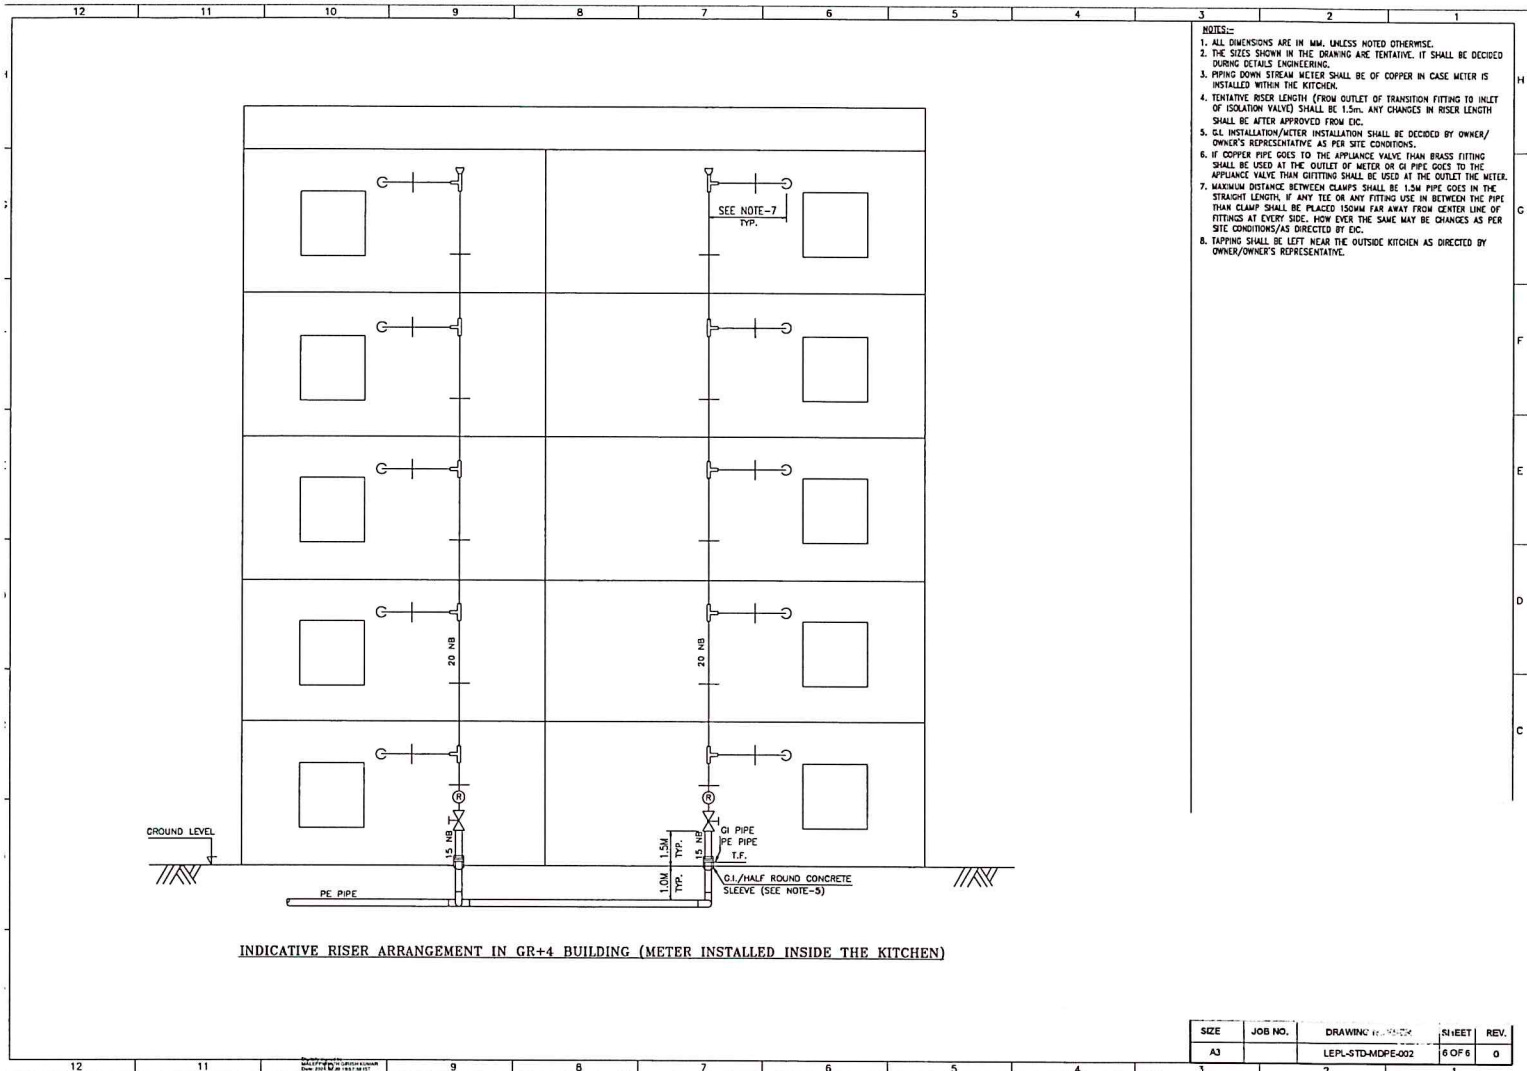 12 11 10 9 8 7 6 5 4 3 2 1
NOTES:-
1. ALL DIMENSIONS ARE IN MM. UNLESS NOTED OTHERWISE.
2. THE SIZES SHOWN IN THE DRAWING ARE TENTATIVE. IT SHALL BE DECIDED
DURING DETAILS ENGINEERING.
3. PIPING DOWN STREAM METER SHALL BE OF COPPER IN CASE METER IS
INSTALLED WITHIN THE KITCHEN.
4. TENTATIVE RISER LENGTH (FROM OUTLET OF TRANSITION FITTING TO INLET
OF ISOLATION VALVE) SHALL BE 1.5m. ANY CHANGES IN RISER LENGTH
SHALL BE AFTER APPROVED FROM EIC.
5. G.I. INSTALLATION/METER INSTALLATION SHALL BE DECIDED BY OWNER/
OWNER'S REPRESENTATIVE AS PER SITE CONDITIONS.
6. IF COPPER PIPE GOES TO THE APPLIANCE VALVE THAN BRASS FITTING
SHALL BE USED AT THE OUTLET OF METER OR GI PIPE GOES TO THE
APPLIANCE VALVE THAN GIFITTING SHALL BE USED AT THE OUTLET THE METER.
7. MAXIMUM DISTANCE BETWEEN CLAMPS SHALL BE 1.5M PIPE GOES IN THE
STRAIGHT LENGTH, IF ANY TEE OR ANY FITTING USE IN BETWEEN THE PIPE
THAN CLAMP SHALL BE PLACED 150MM FAR AWAY FROM CENTER LINE OF
FITTINGS AT EVERY SIDE. HOW EVER THE SAME MAY BE CHANGES AS PER
SITE CONDITIONS/AS DIRECTED BY EIC.
8. TAPPING SHALL BE LEFT NEAR THE OUTSIDE KITCHEN AS DIRECTED BY
OWNER/OWNER'S REPRESENTATIVE.
H
G
F
E
D
C
SEE NOTE-7
TYP.
20 NB
20 NB
R
R
GROUND LEVEL
15 NB
1.5M
TYP.
15 NB
GI PIPE
PE PIPE
T.F.
1.0M
TYP.
G.I./HALF ROUND CONCRETE
SLEEVE (SEE NOTE-5)
PE PIPE
INDICATIVE RISER ARRANGEMENT IN GR+4 BUILDING (METER INSTALLED INSIDE THE KITCHEN)
SIZE JOB NO. DRAWING SHEET REV.
A3 LEPL-STD-MDPE-002 6 OF 6 0
12 11 9 8 7 6 5 4 3 2 1